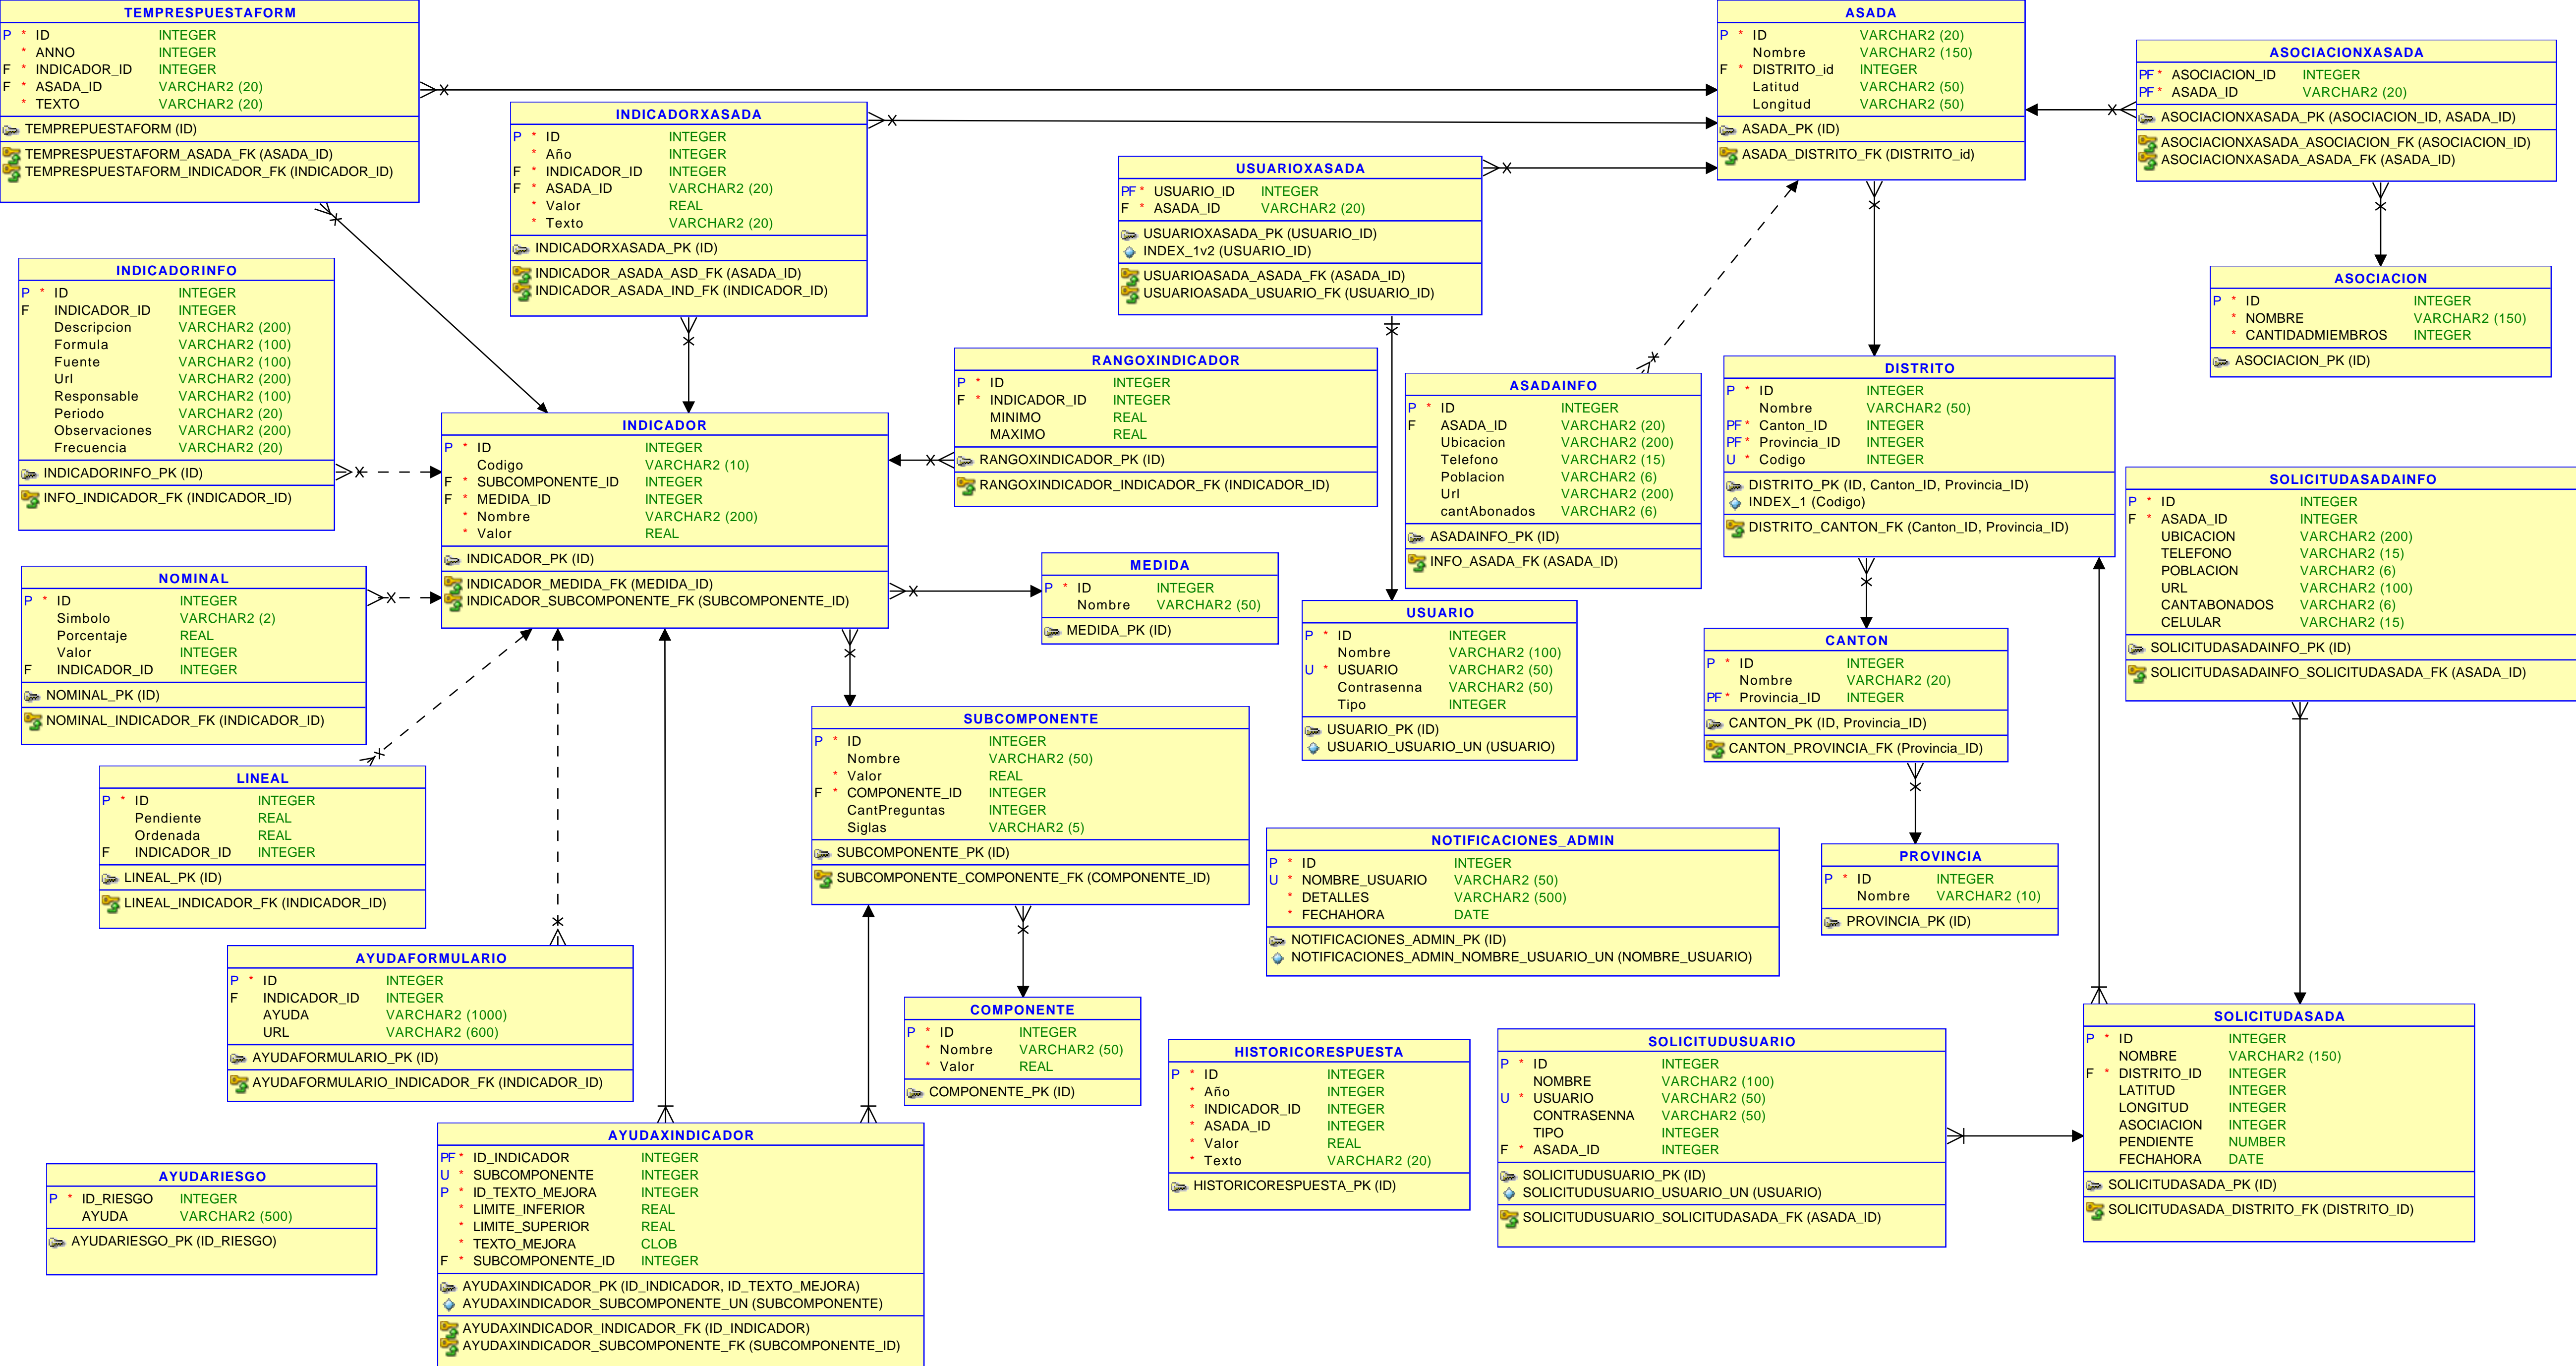 TEMPRESPUESTAFORM
P * ID INTEGER
* ANNO INTEGER
F * INDICADOR_ID INTEGER
F * ASADA_ID VARCHAR2 (20)
* TEXTO VARCHAR2 (20)
TEMPREPUESTAFORM (ID)
TEMPRESPUESTAFORM_ASADA_FK (ASADA_ID)
TEMPRESPUESTAFORM_INDICADOR_FK (INDICADOR_ID)
INDICADORXASADA
P * ID INTEGER
* Año INTEGER
F * INDICADOR_ID INTEGER
F * ASADA_ID VARCHAR2 (20)
* Valor REAL
* Texto VARCHAR2 (20)
INDICADORXASADA_PK (ID)
INDICADOR_ASADA_ASD_FK (ASADA_ID)
INDICADOR_ASADA_IND_FK (INDICADOR_ID)
USUARIOXASADA
PF * USUARIO_ID INTEGER
F * ASADA_ID VARCHAR2 (20)
USUARIOXASADA_PK (USUARIO_ID)
INDEX_1v2 (USUARIO_ID)
USUARIOASADA_ASADA_FK (ASADA_ID)
USUARIOASADA_USUARIO_FK (USUARIO_ID)
ASADA
P * ID VARCHAR2 (20)
Nombre VARCHAR2 (150)
F * DISTRITO_id INTEGER
Latitud VARCHAR2 (50)
Longitud VARCHAR2 (50)
ASADA_PK (ID)
ASADA_DISTRITO_FK (DISTRITO_id)
ASOCIACIONXASADA
PF * ASOCIACION_ID INTEGER
PF * ASADA_ID VARCHAR2 (20)
ASOCIACIONXASADA_PK (ASOCIACION_ID, ASADA_ID)
ASOCIACIONXASADA_ASOCIACION_FK (ASOCIACION_ID)
ASOCIACIONXASADA_ASADA_FK (ASADA_ID)
ASOCIACION
P * ID INTEGER
* NOMBRE VARCHAR2 (150)
* CANTIDADMIEMBROS INTEGER
ASOCIACION_PK (ID)
INDICADORINFO
P * ID INTEGER
F INDICADOR_ID INTEGER
Descripcion VARCHAR2 (200)
Formula VARCHAR2 (100)
Fuente VARCHAR2 (100)
Url VARCHAR2 (200)
Responsable VARCHAR2 (100)
Periodo VARCHAR2 (20)
Observaciones VARCHAR2 (200)
Frecuencia VARCHAR2 (20)
INDICADORINFO_PK (ID)
INFO_INDICADOR_FK (INDICADOR_ID)
INDICADOR
P * ID INTEGER
Codigo VARCHAR2 (10)
F * SUBCOMPONENTE_ID INTEGER
F * MEDIDA_ID INTEGER
* Nombre VARCHAR2 (200)
* Valor REAL
INDICADOR_PK (ID)
INDICADOR_MEDIDA_FK (MEDIDA_ID)
INDICADOR_SUBCOMPONENTE_FK (SUBCOMPONENTE_ID)
RANGOXINDICADOR
P * ID INTEGER
F * INDICADOR_ID INTEGER
MINIMO REAL
MAXIMO REAL
RANGOXINDICADOR_PK (ID)
RANGOXINDICADOR_INDICADOR_FK (INDICADOR_ID)
ASADAINFO
P * ID INTEGER
F ASADA_ID VARCHAR2 (20)
Ubicacion VARCHAR2 (200)
Telefono VARCHAR2 (15)
Poblacion VARCHAR2 (6)
Url VARCHAR2 (200)
cantAbonados VARCHAR2 (6)
ASADAINFO_PK (ID)
INFO_ASADA_FK (ASADA_ID)
DISTRITO
P * ID INTEGER
Nombre VARCHAR2 (50)
PF * Canton_ID INTEGER
PF * Provincia_ID INTEGER
U * Codigo INTEGER
DISTRITO_PK (ID, Canton_ID, Provincia_ID)
INDEX_1 (Codigo)
DISTRITO_CANTON_FK (Canton_ID, Provincia_ID)
SOLICITUDASADAINFO
P * ID INTEGER
F * ASADA_ID INTEGER
UBICACION VARCHAR2 (200)
TELEFONO VARCHAR2 (15)
POBLACION VARCHAR2 (6)
URL VARCHAR2 (100)
CANTABONADOS VARCHAR2 (6)
CELULAR VARCHAR2 (15)
SOLICITUDASADAINFO_PK (ID)
SOLICITUDASADAINFO_SOLICITUDASADA_FK (ASADA_ID)
NOMINAL
P * ID INTEGER
Simbolo VARCHAR2 (2)
Porcentaje REAL
Valor INTEGER
F INDICADOR_ID INTEGER
NOMINAL_PK (ID)
NOMINAL_INDICADOR_FK (INDICADOR_ID)
MEDIDA
P * ID INTEGER
Nombre VARCHAR2 (50)
MEDIDA_PK (ID)
USUARIO
P * ID INTEGER
Nombre VARCHAR2 (100)
U * USUARIO VARCHAR2 (50)
Contrasenna VARCHAR2 (50)
Tipo INTEGER
USUARIO_PK (ID)
USUARIO_USUARIO_UN (USUARIO)
CANTON
P * ID INTEGER
Nombre VARCHAR2 (20)
PF * Provincia_ID INTEGER
CANTON_PK (ID, Provincia_ID)
CANTON_PROVINCIA_FK (Provincia_ID)
LINEAL
P * ID INTEGER
Pendiente REAL
Ordenada REAL
F INDICADOR_ID INTEGER
LINEAL_PK (ID)
LINEAL_INDICADOR_FK (INDICADOR_ID)
SUBCOMPONENTE
P * ID INTEGER
Nombre VARCHAR2 (50)
* Valor REAL
F * COMPONENTE_ID INTEGER
CantPreguntas INTEGER
Siglas VARCHAR2 (5)
SUBCOMPONENTE_PK (ID)
SUBCOMPONENTE_COMPONENTE_FK (COMPONENTE_ID)
NOTIFICACIONES_ADMIN
P * ID INTEGER
U * NOMBRE_USUARIO VARCHAR2 (50)
* DETALLES VARCHAR2 (500)
* FECHAHORA DATE
NOTIFICACIONES_ADMIN_PK (ID)
NOTIFICACIONES_ADMIN_NOMBRE_USUARIO_UN (NOMBRE_USUARIO)
PROVINCIA
P * ID INTEGER
Nombre VARCHAR2 (10)
PROVINCIA_PK (ID)
AYUDAFORMULARIO
P * ID INTEGER
F INDICADOR_ID INTEGER
AYUDA VARCHAR2 (1000)
URL VARCHAR2 (600)
AYUDAFORMULARIO_PK (ID)
AYUDAFORMULARIO_INDICADOR_FK (INDICADOR_ID)
COMPONENTE
P * ID INTEGER
* Nombre VARCHAR2 (50)
* Valor REAL
COMPONENTE_PK (ID)
HISTORICORESPUESTA
P * ID INTEGER
* Año INTEGER
* INDICADOR_ID INTEGER
* ASADA_ID INTEGER
* Valor REAL
* Texto VARCHAR2 (20)
HISTORICORESPUESTA_PK (ID)
SOLICITUDUSUARIO
P * ID INTEGER
NOMBRE VARCHAR2 (100)
U * USUARIO VARCHAR2 (50)
CONTRASENNA VARCHAR2 (50)
TIPO INTEGER
F * ASADA_ID INTEGER
SOLICITUDUSUARIO_PK (ID)
SOLICITUDUSUARIO_USUARIO_UN (USUARIO)
SOLICITUDUSUARIO_SOLICITUDASADA_FK (ASADA_ID)
SOLICITUDASADA
P * ID INTEGER
NOMBRE VARCHAR2 (150)
F * DISTRITO_ID INTEGER
LATITUD INTEGER
LONGITUD INTEGER
ASOCIACION INTEGER
PENDIENTE NUMBER
FECHAHORA DATE
SOLICITUDASADA_PK (ID)
SOLICITUDASADA_DISTRITO_FK (DISTRITO_ID)
AYUDARIESGO
P * ID_RIESGO INTEGER
AYUDA VARCHAR2 (500)
AYUDARIESGO_PK (ID_RIESGO)
AYUDAXINDICADOR
PF * ID_INDICADOR INTEGER
U * SUBCOMPONENTE INTEGER
P * ID_TEXTO_MEJORA INTEGER
* LIMITE_INFERIOR REAL
* LIMITE_SUPERIOR REAL
* TEXTO_MEJORA CLOB
F * SUBCOMPONENTE_ID INTEGER
AYUDAXINDICADOR_PK (ID_INDICADOR, ID_TEXTO_MEJORA)
AYUDAXINDICADOR_SUBCOMPONENTE_UN (SUBCOMPONENTE)
AYUDAXINDICADOR_INDICADOR_FK (ID_INDICADOR)
AYUDAXINDICADOR_SUBCOMPONENTE_FK (SUBCOMPONENTE_ID)